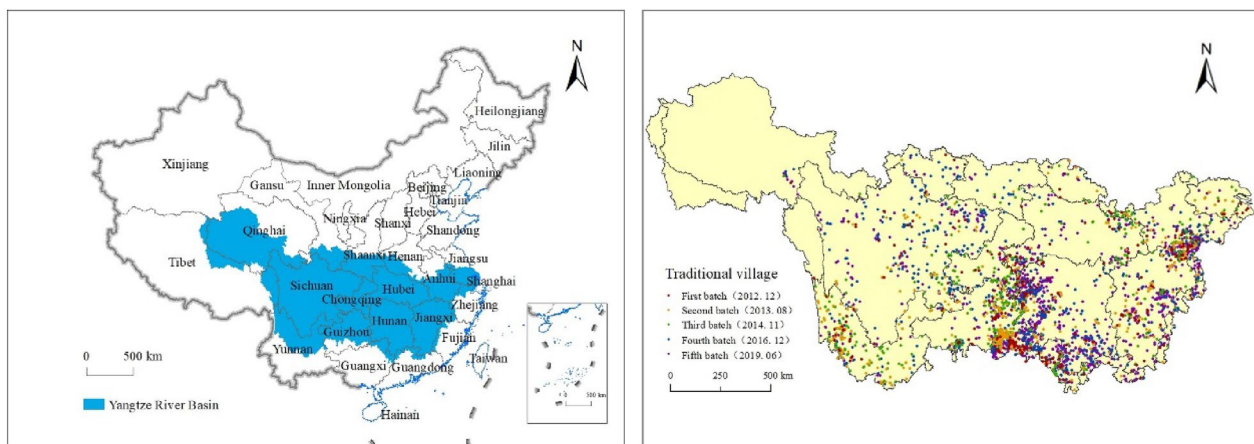 N
Heilongjiang
Jilin
Liaoning
Xinjiang
Gansu
Inner Mongolia
Beijing
Tianjin
Hebei
Ningxia
Shanxi
Shandong
Qinghai
Tibet
Shaanxi
Henan
Jiangsu
Sichuan
Hubei
Anhui
Shanghai
Chongqing
Zhejiang
Hunan
Jiangxi
Guizhou
Fujian
Yunnan
Taiwan
Guangxi
Guangdong
Hainan
0 500 km
0 500 km
Yangtze River Basin
N
Traditional village
First batch（2012. 12）
Second batch（2013. 08）
Third batch（2014. 11）
Fourth batch（2016. 12）
Fifth batch（2019. 06）
0 250 500 km